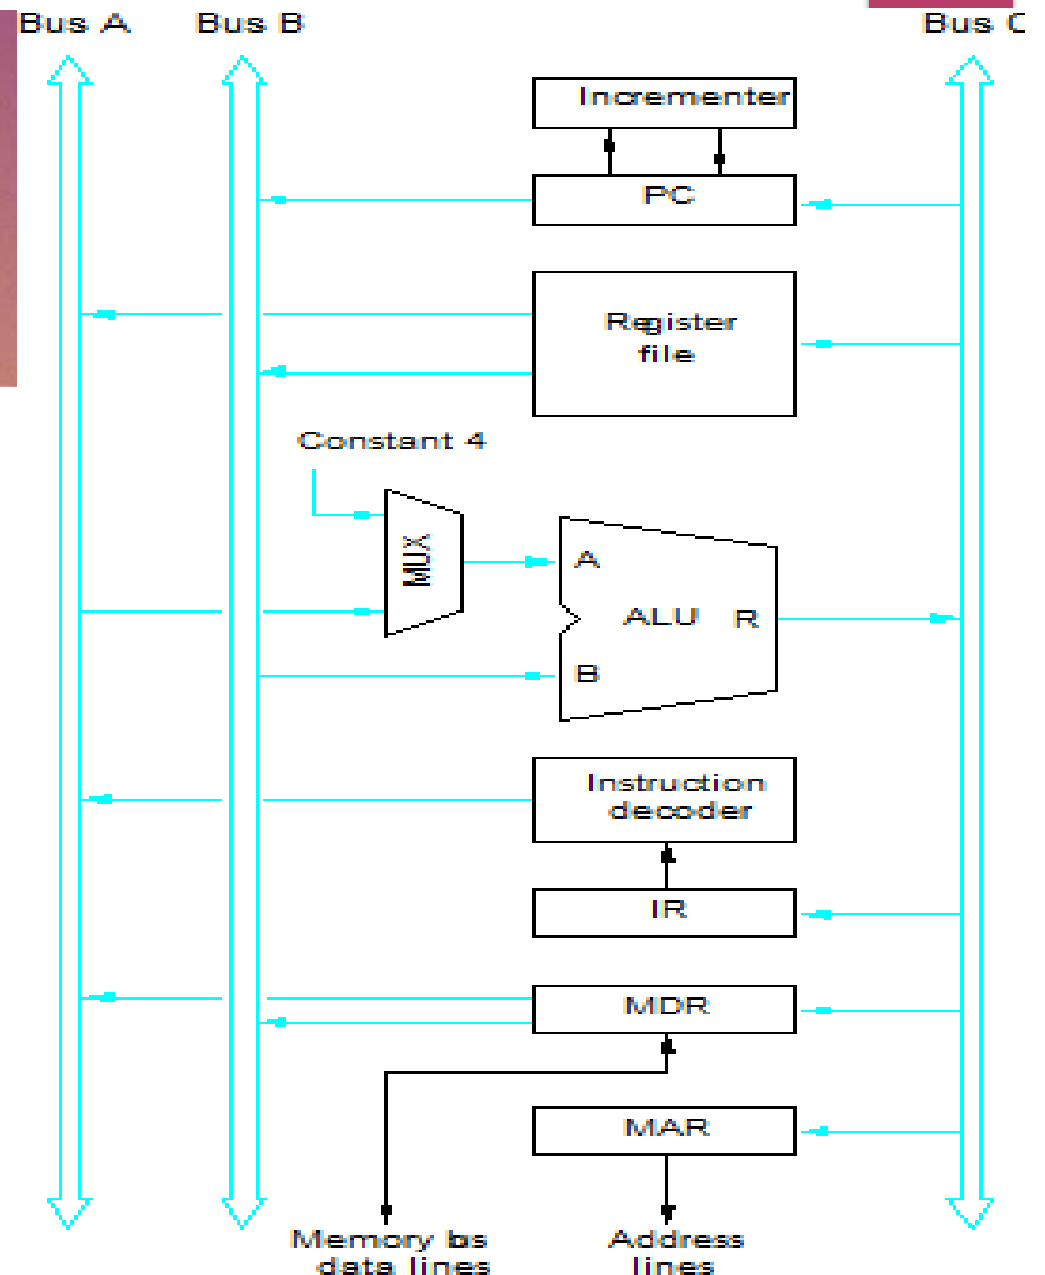 Bus A
Bus B
Bus C
Incrementer
PC
Register
file
Constant 4
MUX
A
ALU
R
B
Instruction
decoder
IR
MDR
MAR
Memory bs
data lines
Address
lines